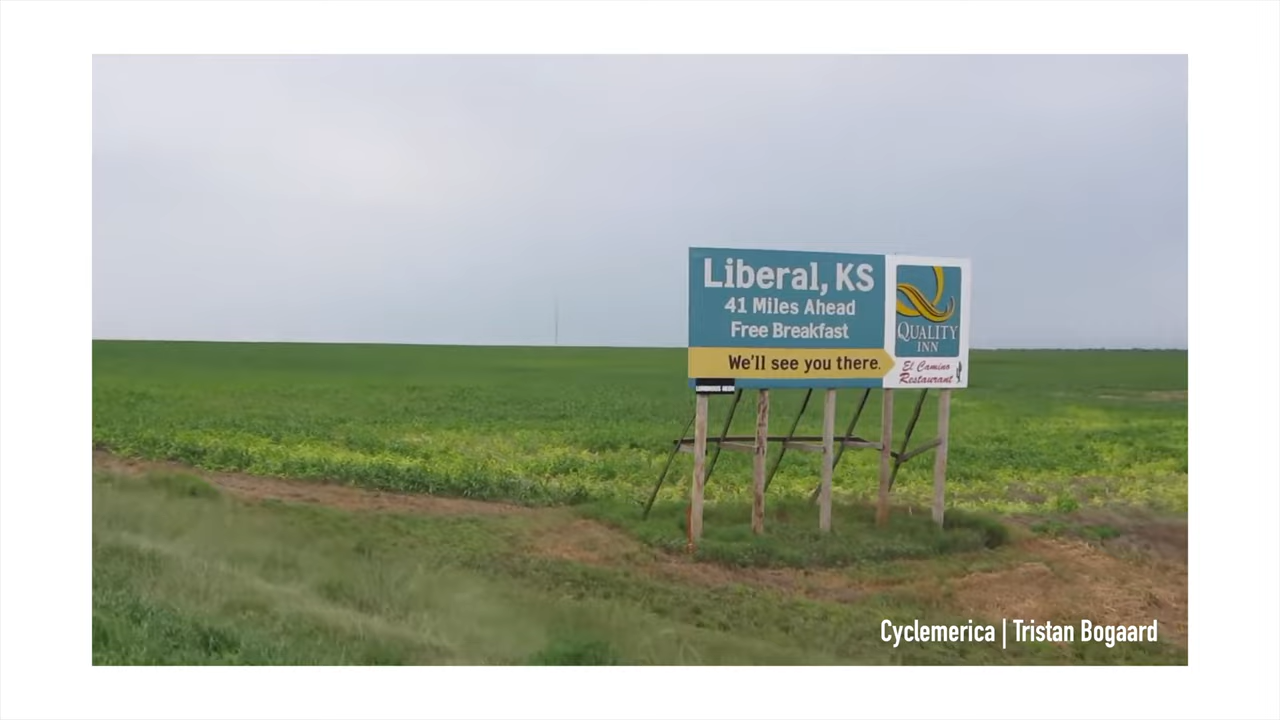 Liberal, KS
41 Miles Ahead
Free Breakfast
We'll see you there.
QUALITY
INN
El Camino
Restaurant
Cyclemerica | Tristan Bogaard